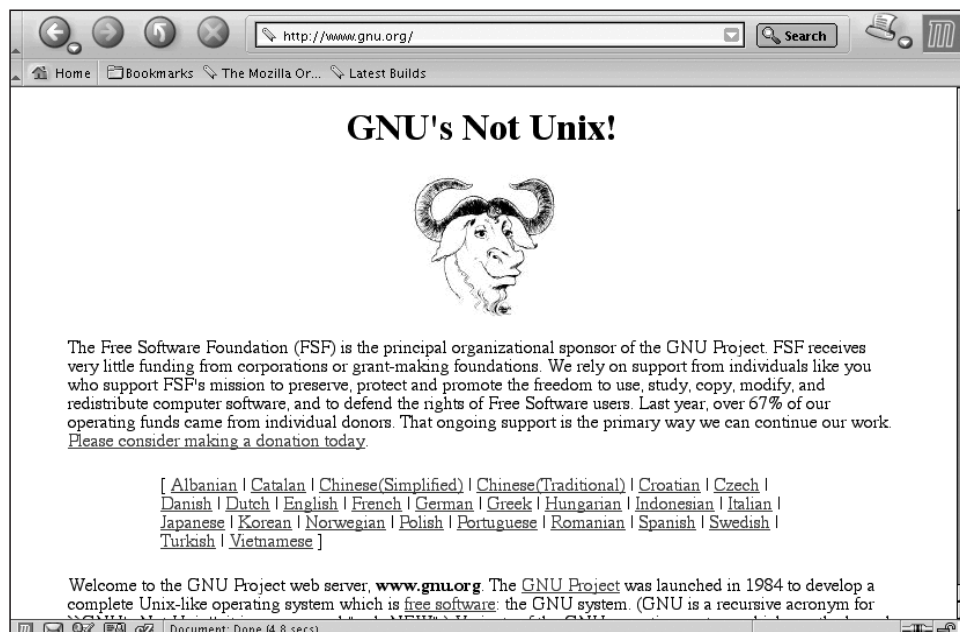 http://www.gnu.org/ Search
Home Bookmarks The Mozilla Or... Latest Builds
GNU's Not Unix!
The Free Software Foundation (FSF) is the principal organizational sponsor of the GNU Project. FSF receives
very little funding from corporations or grant-making foundations. We rely on support from individuals like you
who support FSF's mission to preserve, protect and promote the freedom to use, study, copy, modify, and
redistribute computer software, and to defend the rights of Free Software users. Last year, over 67% of our
operating funds came from individual donors. That ongoing support is the primary way we can continue our work.
Please consider making a donation today.
[ Albanian | Catalan | Chinese(Simplified) | Chinese(Traditional) | Croatian | Czech |
Danish | Dutch | English | French | German | Greek | Hungarian | Indonesian | Italian |
Japanese | Korean | Norwegian | Polish | Portuguese | Romanian | Spanish | Swedish |
Turkish | Vietnamese ]
Welcome to the GNU Project web server, www.gnu.org. The GNU Project was launched in 1984 to develop a
complete Unix-like operating system which is free software: the GNU system. (GNU is a recursive acronym for
Document: Done (4.8 secs)